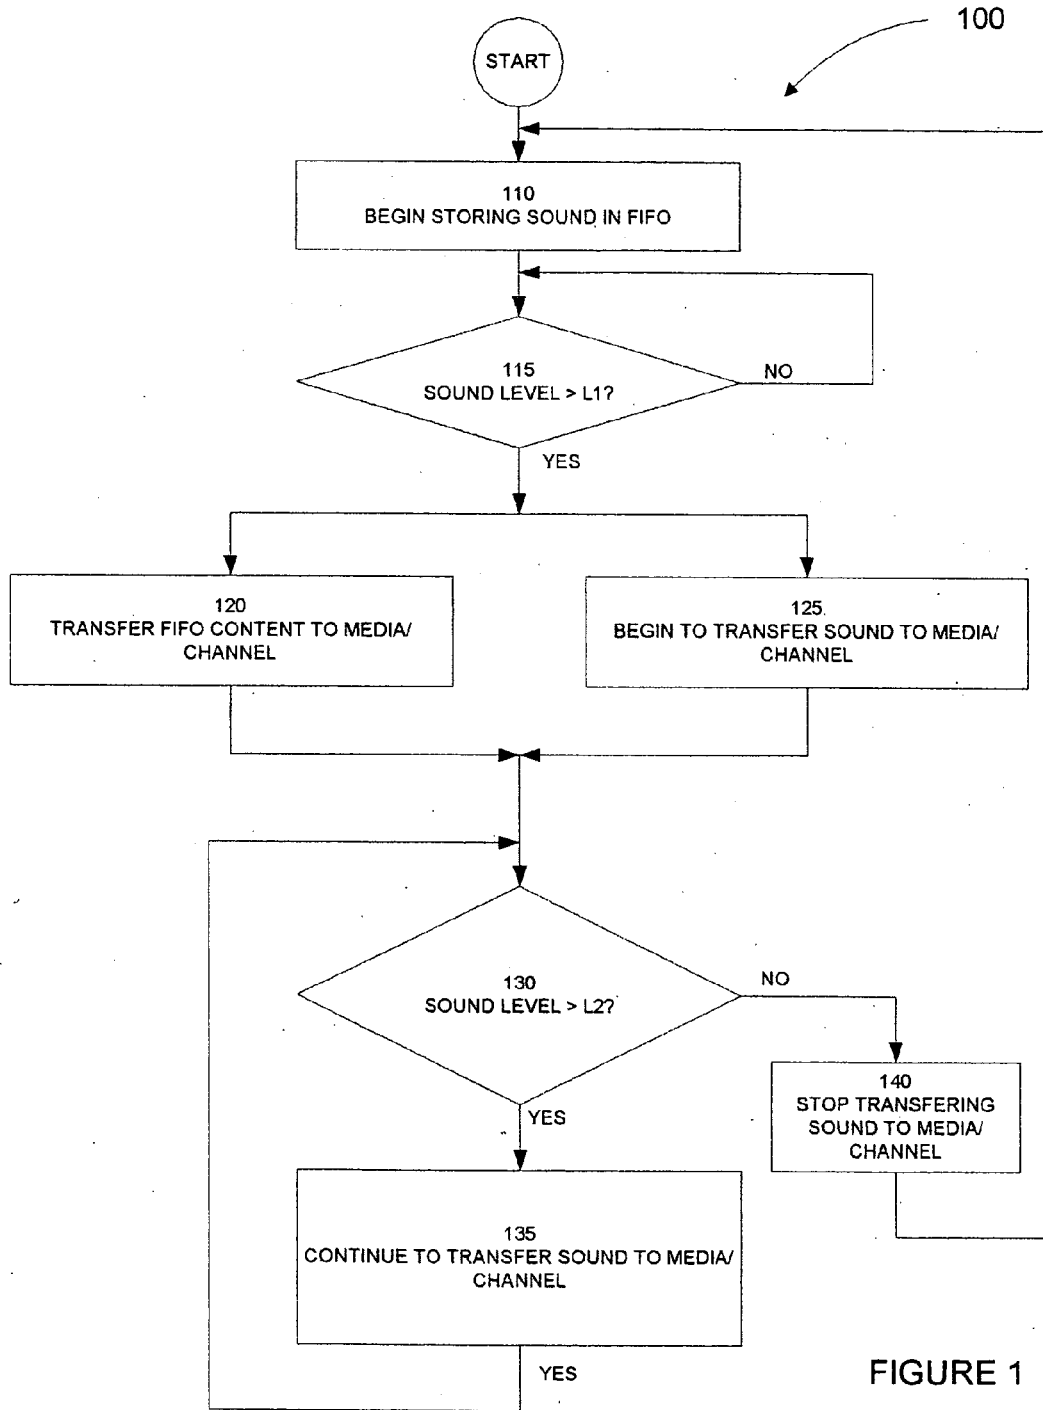 100
START
110
BEGIN STORING SOUND IN FIFO
115
SOUND LEVEL > L1?
NO
YES
120
TRANSFER FIFO CONTENT TO MEDIA/
CHANNEL
125
BEGIN TO TRANSFER SOUND TO MEDIA/
CHANNEL
130
SOUND LEVEL > L2?
NO
YES
140
STOP TRANSFERING
SOUND TO MEDIA/
CHANNEL
135
CONTINUE TO TRANSFER SOUND TO MEDIA/
CHANNEL
YES
FIGURE 1